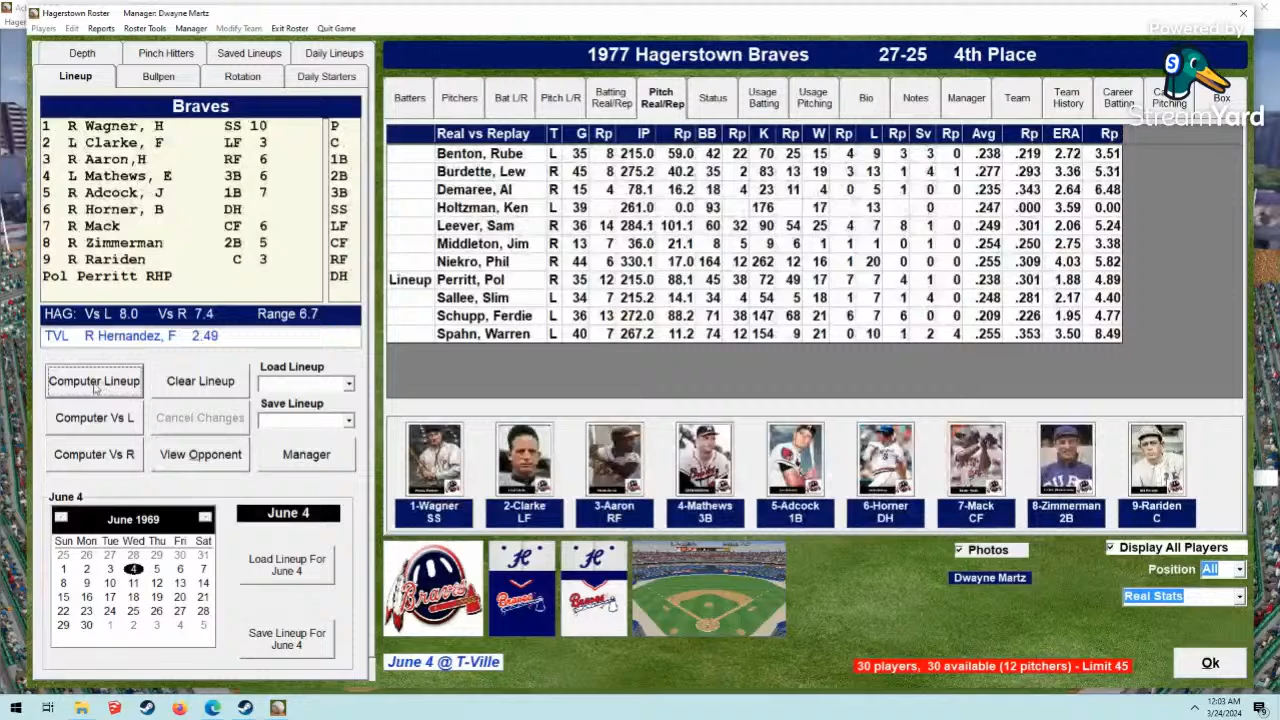 Hagerstown Roster Manager: Dwayne Martz
Players Edit Reports Roster Tools Manager Modify Team Exit Roster Quit Game
Powered by
StreamYard
Depth Pinch Hitters Saved Lineups Daily Lineups
Lineup Bullpen Rotation Daily Starters
Braves
1 R Wagner, H SS 10 P
2 L Clarke, F LF 3 C
3 R Aaron,H RF 6 1B
4 L Mathews, E 3B 6 2B
5 R Adcock, J 1B 7 3B
6 R Horner, B DH SS
7 R Mack CF 6 LF
8 R Zimmerman 2B 5 CF
9 R Rariden C 3 RF
Pol Perritt RHP DH
HAG: Vs L 8.0 Vs R 7.4 Range 6.7
TVL R Hernandez, F 2.49
Computer Lineup Clear Lineup Load Lineup
Computer Vs L Cancel Changes Save Lineup
Computer Vs R View Opponent Manager
June 4
June 1969
Sun Mon Tue Wed Thu Fri Sat
25 26 27 28 29 30 31
1 2 3 4 5 6 7
8 9 10 11 12 13 14
15 16 17 18 19 20 21
22 23 24 25 26 27 28
29 30 1 2 3 4 5
June 4
Load Lineup For
June 4
Save Lineup For
June 4
1977 Hagerstown Braves 27-25 4th Place
Batters Pitchers Bat L/R Pitch L/R Batting Real/Rep Pitch Real/Rep Status Usage Batting Usage Pitching Bio Notes Manager Team Team History Career Batting Pitching Box
Real vs Replay T G Rp IP Rp BB Rp K Rp W Rp L Rp Sv Rp Avg Rp ERA Rp
Benton, Rube L 35 8 215.0 59.0 42 22 70 25 15 4 9 3 3 0 .238 .219 2.72 3.51
Burdette, Lew R 45 8 275.2 40.2 35 2 83 13 19 3 13 1 4 1 .277 .293 3.36 5.31
Demaree, Al R 15 4 78.1 16.2 18 4 23 11 4 0 5 1 0 0 .235 .343 2.64 6.48
Holtzman, Ken L 39 261.0 0.0 93 176 17 13 0 .247 .000 3.59 0.00
Leever, Sam R 36 14 284.1 101.1 60 32 90 54 25 4 7 8 1 0 .249 .301 2.06 5.24
Middleton, Jim R 13 7 36.0 21.1 8 5 9 6 1 1 1 0 1 0 .254 .250 2.75 3.38
Niekro, Phil R 44 6 330.1 17.0 164 12 262 12 16 1 20 0 0 0 .255 .309 4.03 5.82
Lineup Perritt, Pol R 35 12 215.0 88.1 45 38 72 49 17 7 7 4 1 0 .238 .301 1.88 4.89
Sallee, Slim L 34 7 215.2 14.1 34 4 54 5 18 1 7 1 4 0 .248 .281 2.17 4.40
Schupp, Ferdie L 36 13 272.0 88.2 71 38 147 68 21 6 7 6 0 0 .209 .226 1.95 4.77
Spahn, Warren L 40 7 267.2 11.2 74 12 154 9 21 0 10 1 2 4 .255 .353 3.50 8.49
1-Wagner SS
2-Clarke LF
3-Aaron RF
4-Mathews 3B
5-Adcock 1B
6-Horner DH
7-Mack CF
8-Zimmerman 2B
9-Rariden C
Braves
H
Braves
H
Braves
Photos
Dwayne Martz
Display All Players
Position All
Real Stats
June 4 @ T-Ville
30 players, 30 available (12 pitchers) - Limit 45
Ok
12:03 AM
3/24/2024